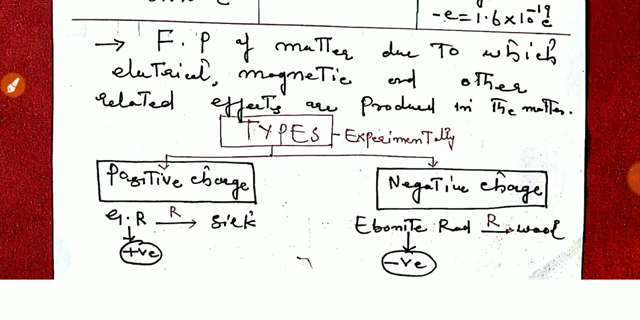 -e = 1.6 x 10^-19 e
→ F.P of matter due to which
eletrical, magnetic and other
related effects are produced in the matter.
TYPES - Experimentally
Positive charge
Negative charge
G.R R→ Silk
Ebonite Rod R→ wool
+ve
-ve